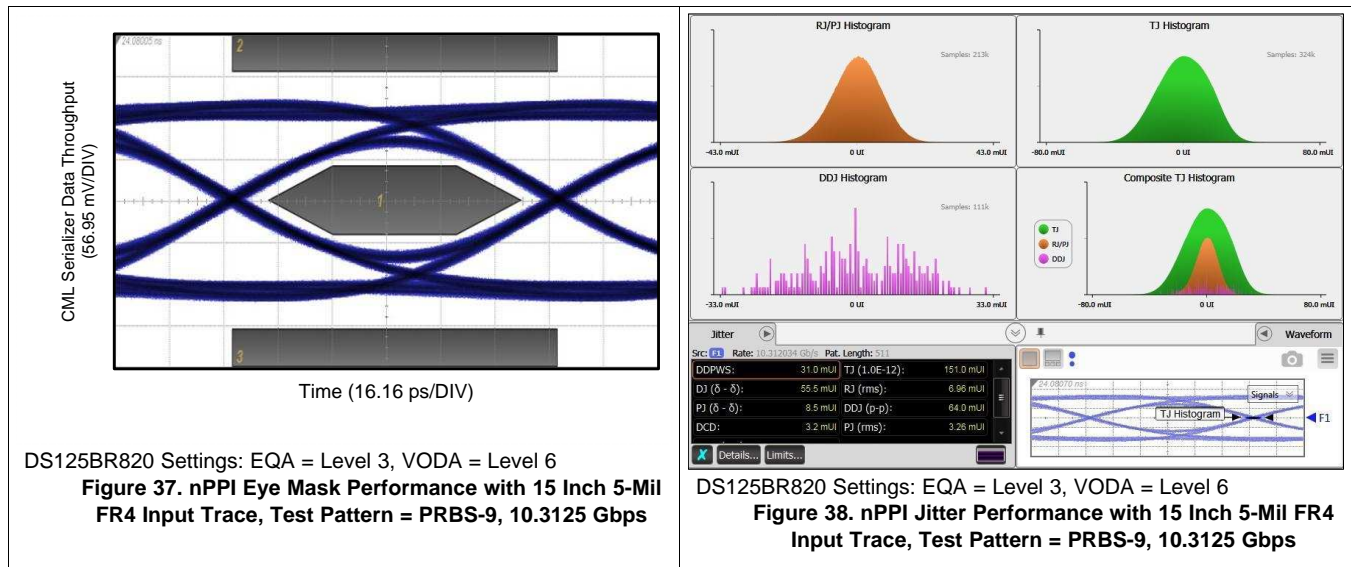 24.08005 ns
2
1
3
CML Serializer Data Throughput
(56.95 mV/DIV)
Time (16.16 ps/DIV)
DS125BR820 Settings: EQA = Level 3, VODA = Level 6
Figure 37. nPPI Eye Mask Performance with 15 Inch 5-Mil
FR4 Input Trace, Test Pattern = PRBS-9, 10.3125 Gbps
RJ/PJ Histogram
Samples: 213k
-43.0 mUI
0 UI
43.0 mUI
TJ Histogram
Samples: 324k
-80.0 mUI
0 UI
80.0 mUI
DDJ Histogram
Samples: 111k
-33.0 mUI
0 UI
33.0 mUI
Composite TJ Histogram
TJ
RJ/PJ
DDJ
-80.0 mUI
0 UI
80.0 mUI
Jitter
Waveform
Src: F1 Rate: 10.312034 Gb/s Pat. Length: 511
DDPWS: 31.0 mUI TJ (1.0E-12): 151.0 mUI
DJ (δ - δ): 55.5 mUI RJ (rms): 6.96 mUI
PJ (δ - δ): 8.5 mUI DDJ (p-p): 64.0 mUI
DCD: 3.2 mUI PJ (rms): 3.26 mUI
Details... Limits...
24.08070 ns
Signals
TJ Histogram
F1
DS125BR820 Settings: EQA = Level 3, VODA = Level 6
Figure 38. nPPI Jitter Performance with 15 Inch 5-Mil FR4
Input Trace, Test Pattern = PRBS-9, 10.3125 Gbps